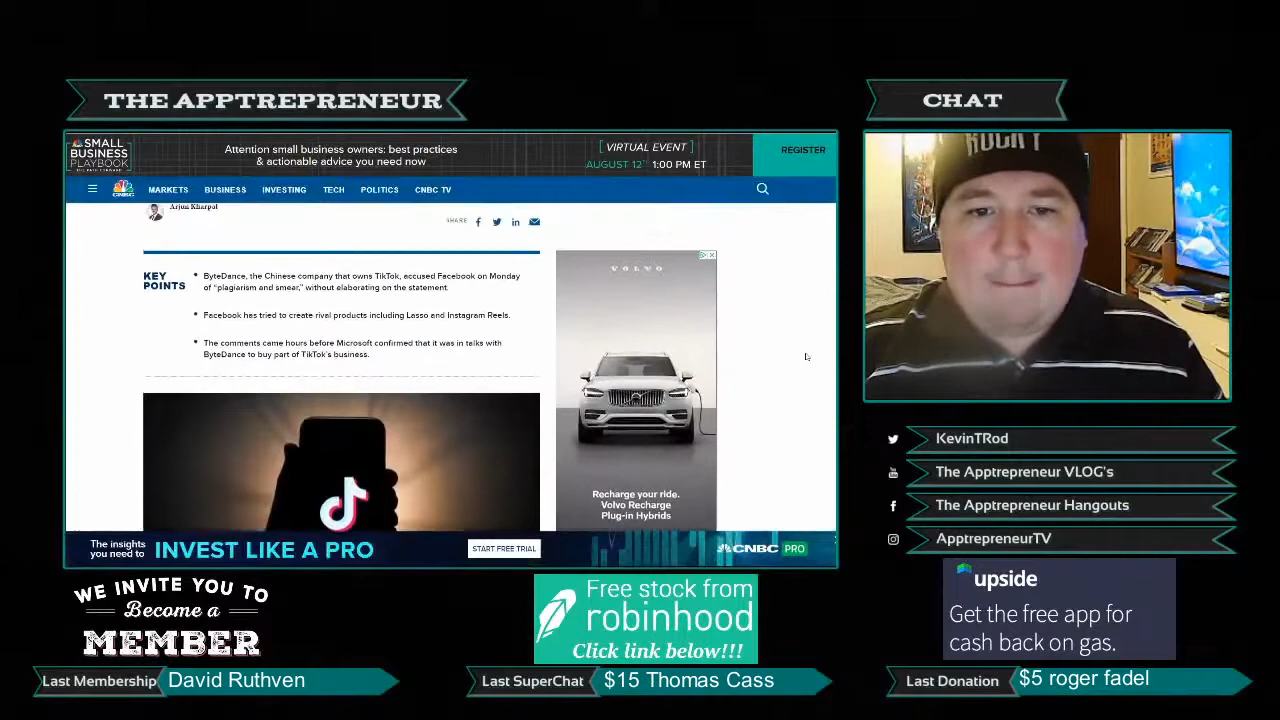 THE APPTREPRENEUR
CHAT
SMALL
BUSINESS
PLAYBOOK
Attention small business owners: best practices
& actionable advice you need now
[ VIRTUAL EVENT ]
AUGUST 12TH 1:00 PM ET
REGISTER
CNBC
MARKETS
BUSINESS
INVESTING
TECH
POLITICS
CNBC TV
Arjun Kharpal
SHARE
KEY
POINTS
ByteDance, the Chinese company that owns TikTok, accused Facebook on Monday
of “plagiarism and smear,” without elaborating on the statement.
Facebook has tried to create rival products including Lasso and Instagram Reels.
The comments came hours before Microsoft confirmed that it was in talks with
ByteDance to buy part of TikTok’s business.
VOLVO
Recharge your ride.
Volvo Recharge
Plug-in Hybrids
The insights
you need to
INVEST LIKE A PRO
START FREE TRIAL
CNBC PRO
ROCKY
KevinTRod
The Apptrepreneur VLOG's
The Apptrepreneur Hangouts
ApptrepreneurTV
WE INVITE YOU TO
Become a
MEMBER
Free stock from
robinhood
Click link below!!!
upside
Get the free app for
cash back on gas.
Last Membership
David Ruthven
Last SuperChat
$15 Thomas Cass
Last Donation
$5 roger fadel